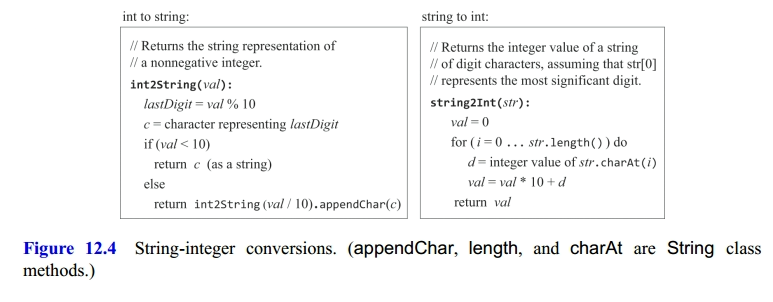 int to string:
// Returns the string representation of
// a nonnegative integer.
int2String(val):
lastDigit = val % 10
c = character representing lastDigit
if (val < 10)
return c (as a string)
else
return int2String (val / 10).appendChar(c)
string to int:
// Returns the integer value of a string
// of digit characters, assuming that str[0]
// represents the most significant digit.
string2Int(str):
val = 0
for (i = 0 ... str.length() ) do
d = integer value of str.charAt(i)
val = val * 10 + d
return val
Figure 12.4 String-integer conversions. (appendChar, length, and charAt are String class
methods.)